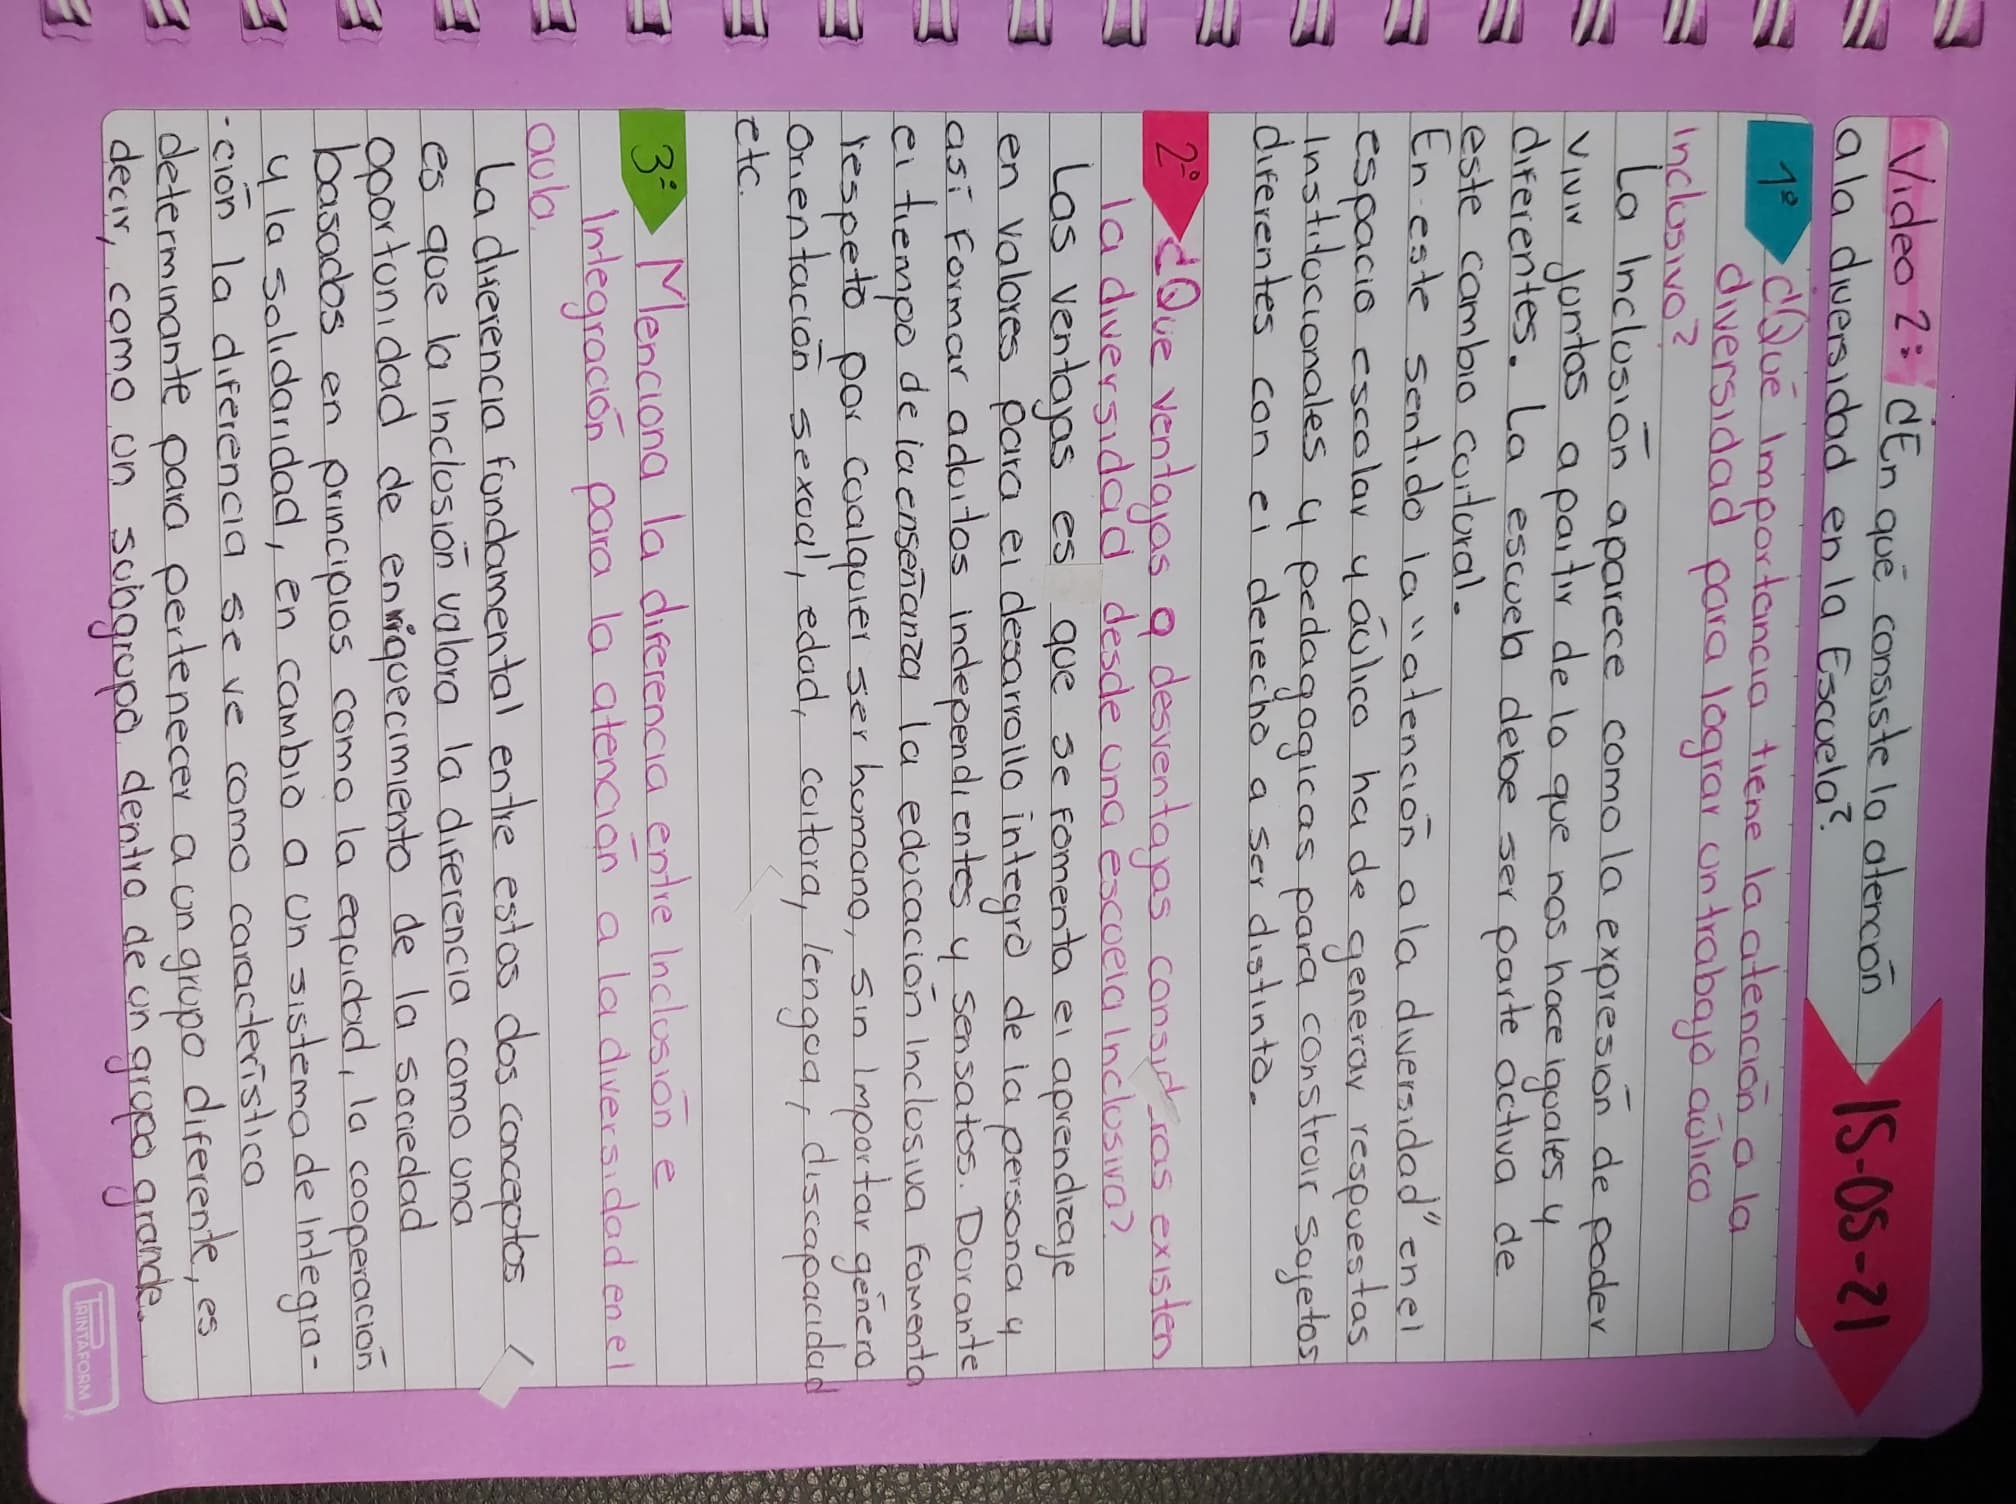 Video 2: ¿En qué consiste la atención
a la diversidad en la Escuela?
15-05-21
1º ¿Qué Importancia tiene la atención a la
diversidad para lograr un trabajo aúlico
Inclusivo?
La Inclusión aparece como la expresión de poder
vivir juntos a partir de lo que nos hace iguales y
diferentes. La escuela debe ser parte activa de
este cambio cultural.
En este sentido la "atención a la diversidad" en el
espacio escolar y áulico ha de generar respuestas
Institucionales y pedagogicas para construir sujetos
diferentes con el derecho a ser distinto.
2º ¿Que ventajas o desventajas consid ras existen
la diversidad desde una escuela Inclusiva?
Las ventajas es que se fomenta el aprendizaje
en valores para el desarrollo integro de la persona y
asi Formar adultos independientes y sensatos. Durante
el tiempo de la enseñanza la educación Inclusiva Fomenta
respeto por cualquier ser humano, sin Importar género
Orientación sexual, edad, cultura, lengua, discapacidad
etc.
3º Menciona la diferencia entre Inclusión e
Integración para la atención a la diversidad en el
aula.
La diferencia fundamental entre estos dos conceptos
es que la Inclusión valora la diferencia como una
oportunidad de enriquecimiento de la sociedad
basados en principios como la equidad, la cooperación
y la solidaridad, en cambio a un sistema de Integra-
-ción la diferencia se ve como característica
determinante para pertenecer a un grupo diferente, es
decir, como un subgrupo dentro de un grupo grande.
PRINTAFORM